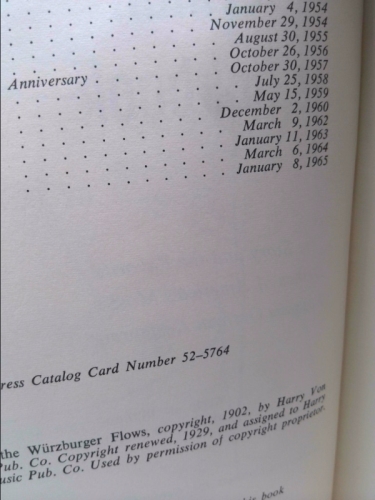 January 4, 1954
November 29, 1954
August 30, 1955
October 26, 1956
October 30, 1957
Anniversary . July 25, 1958
May 15, 1959
December 2, 1960
March 9, 1962
January 11, 1963
March 6, 1964
January 8, 1965
ress Catalog Card Number 52–5764
the Würzburger Flows, copyright, 1902, by Harry Von
Pub. Co. Copyright renewed, 1929, and assigned to Harry
usic Pub. Co. Used by permission of copyright proprietor.
book